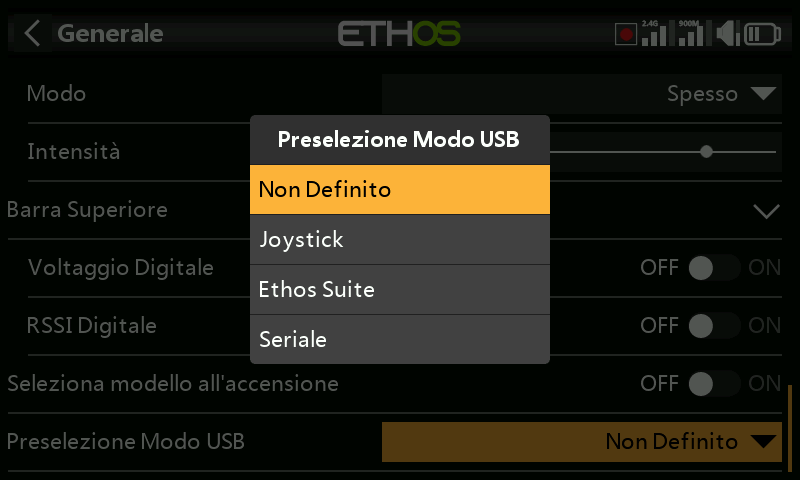 Generale
ETHOS
2.4G
900M
Modo
Spesso
Preselezione Modo USB
Intensità
Non Definito
Barra Superiore
Joystick
Voltaggio Digitale
OFF
ON
Ethos Suite
RSSI Digitale
OFF
ON
Seriale
Seleziona modello all'accensione
OFF
ON
Preselezione Modo USB
Non Definito